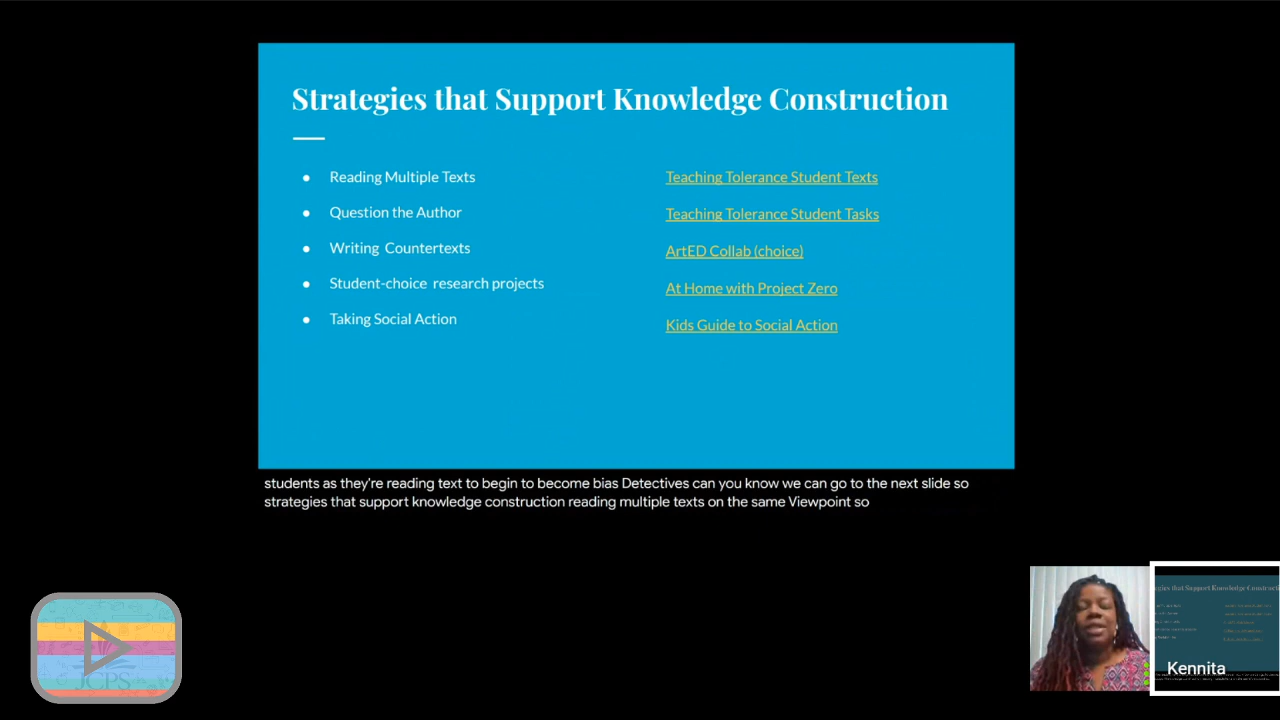 Strategies that Support Knowledge Construction
● Reading Multiple Texts
● Question the Author
● Writing Countertexts
● Student-choice research projects
● Taking Social Action
Teaching Tolerance Student Texts
Teaching Tolerance Student Tasks
ArtED Collab (choice)
At Home with Project Zero
Kids Guide to Social Action
students as they're reading text to begin to become bias Detectives can you know we can go to the next slide so
strategies that support knowledge construction reading multiple texts on the same Viewpoint so
JCPS
Kennita